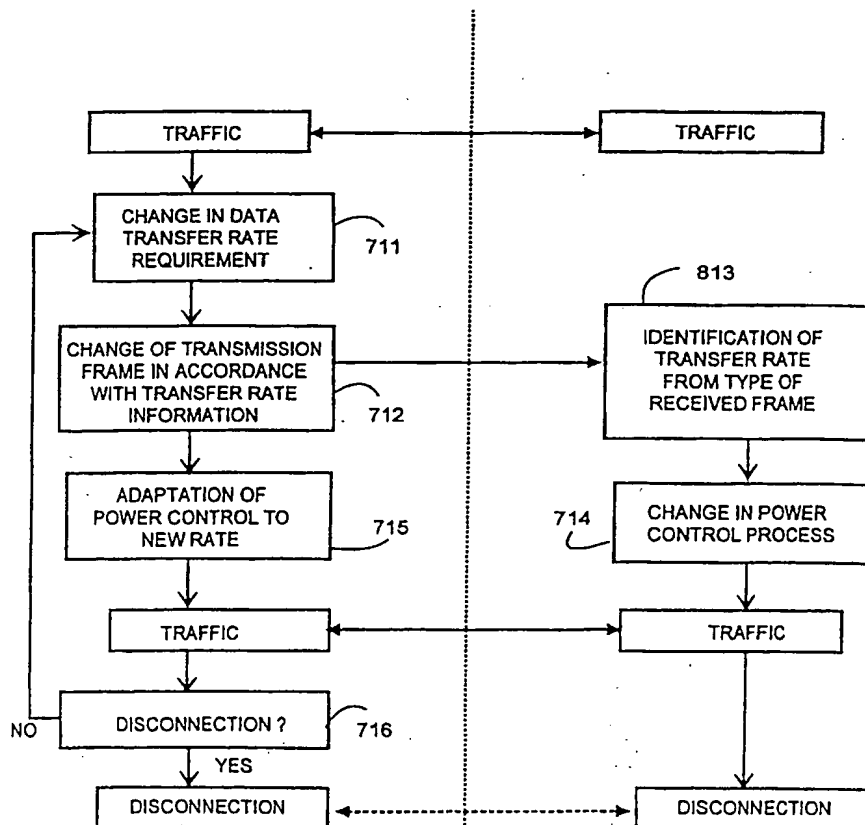 TRAFFIC
TRAFFIC
CHANGE IN DATA
TRANSFER RATE
REQUIREMENT
711
813
CHANGE OF TRANSMISSION
FRAME IN ACCORDANCE
WITH TRANSFER RATE
INFORMATION
712
IDENTIFICATION OF
TRANSFER RATE
FROM TYPE OF
RECEIVED FRAME
ADAPTATION OF
POWER CONTROL TO
NEW RATE
715
714
CHANGE IN POWER
CONTROL PROCESS
TRAFFIC
TRAFFIC
NO
DISCONNECTION ?
716
YES
DISCONNECTION
DISCONNECTION